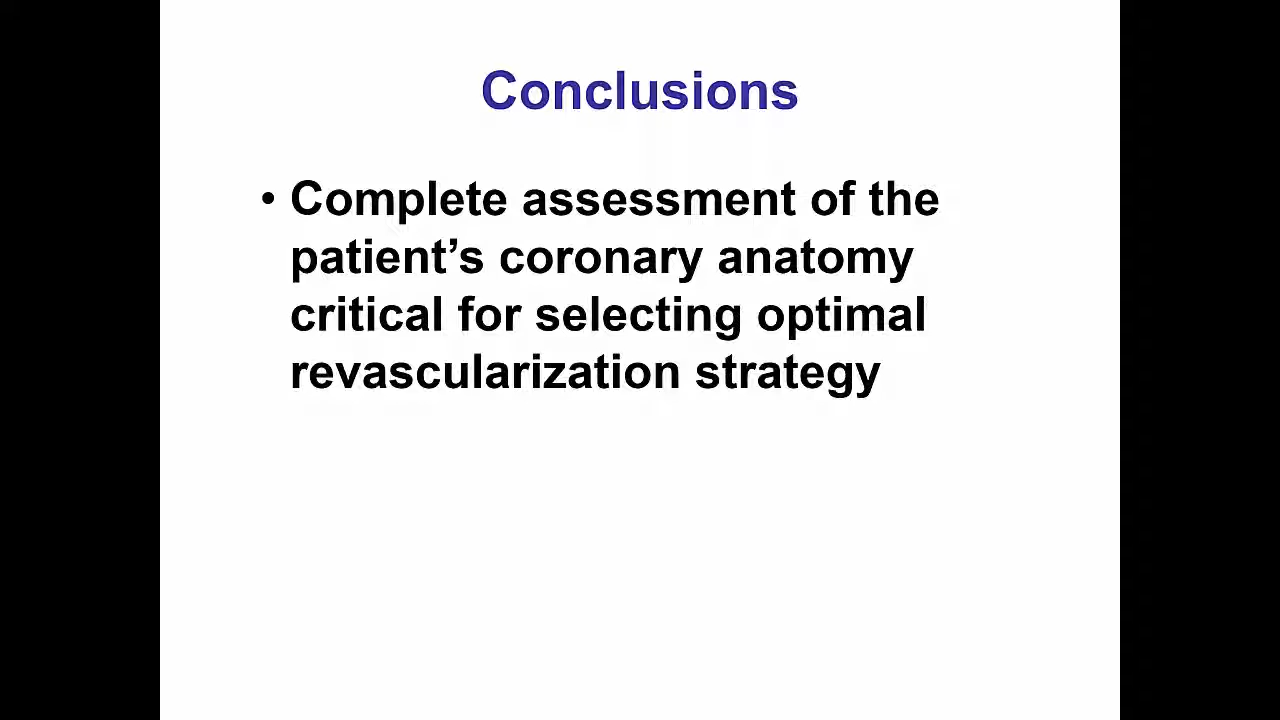 Conclusions
• Complete assessment of the
patient’s coronary anatomy
critical for selecting optimal
revascularization strategy